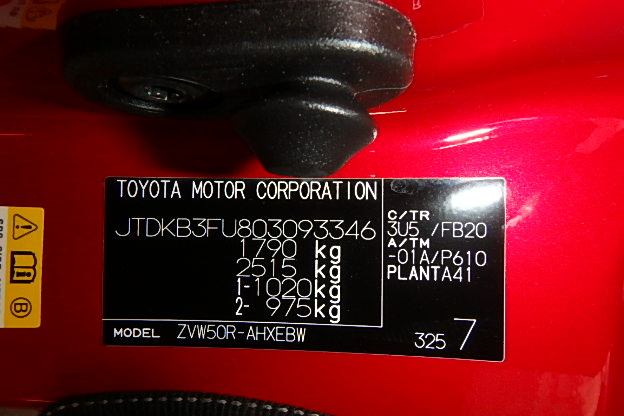 TOYOTA MOTOR CORPORATION
JTDKB3FU803093346
1790 kg
2515 kg
1-1020kg
2- 975kg
MODEL ZVW50R-AHXEBW
C/TR
3U5 /FB20
A/TM
-01A/P610
PLANTA41
325 7